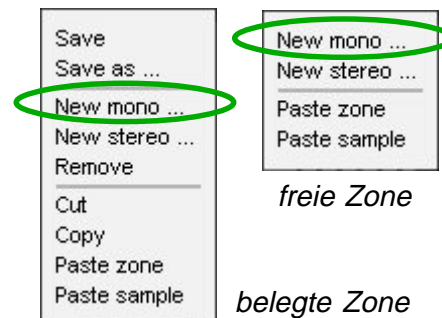 Save
Save as ...
New mono ...
New stereo ...
Remove
Cut
Copy
Paste zone
Paste sample
belegte Zone
New mono ...
New stereo ...
Paste zone
Paste sample
freie Zone